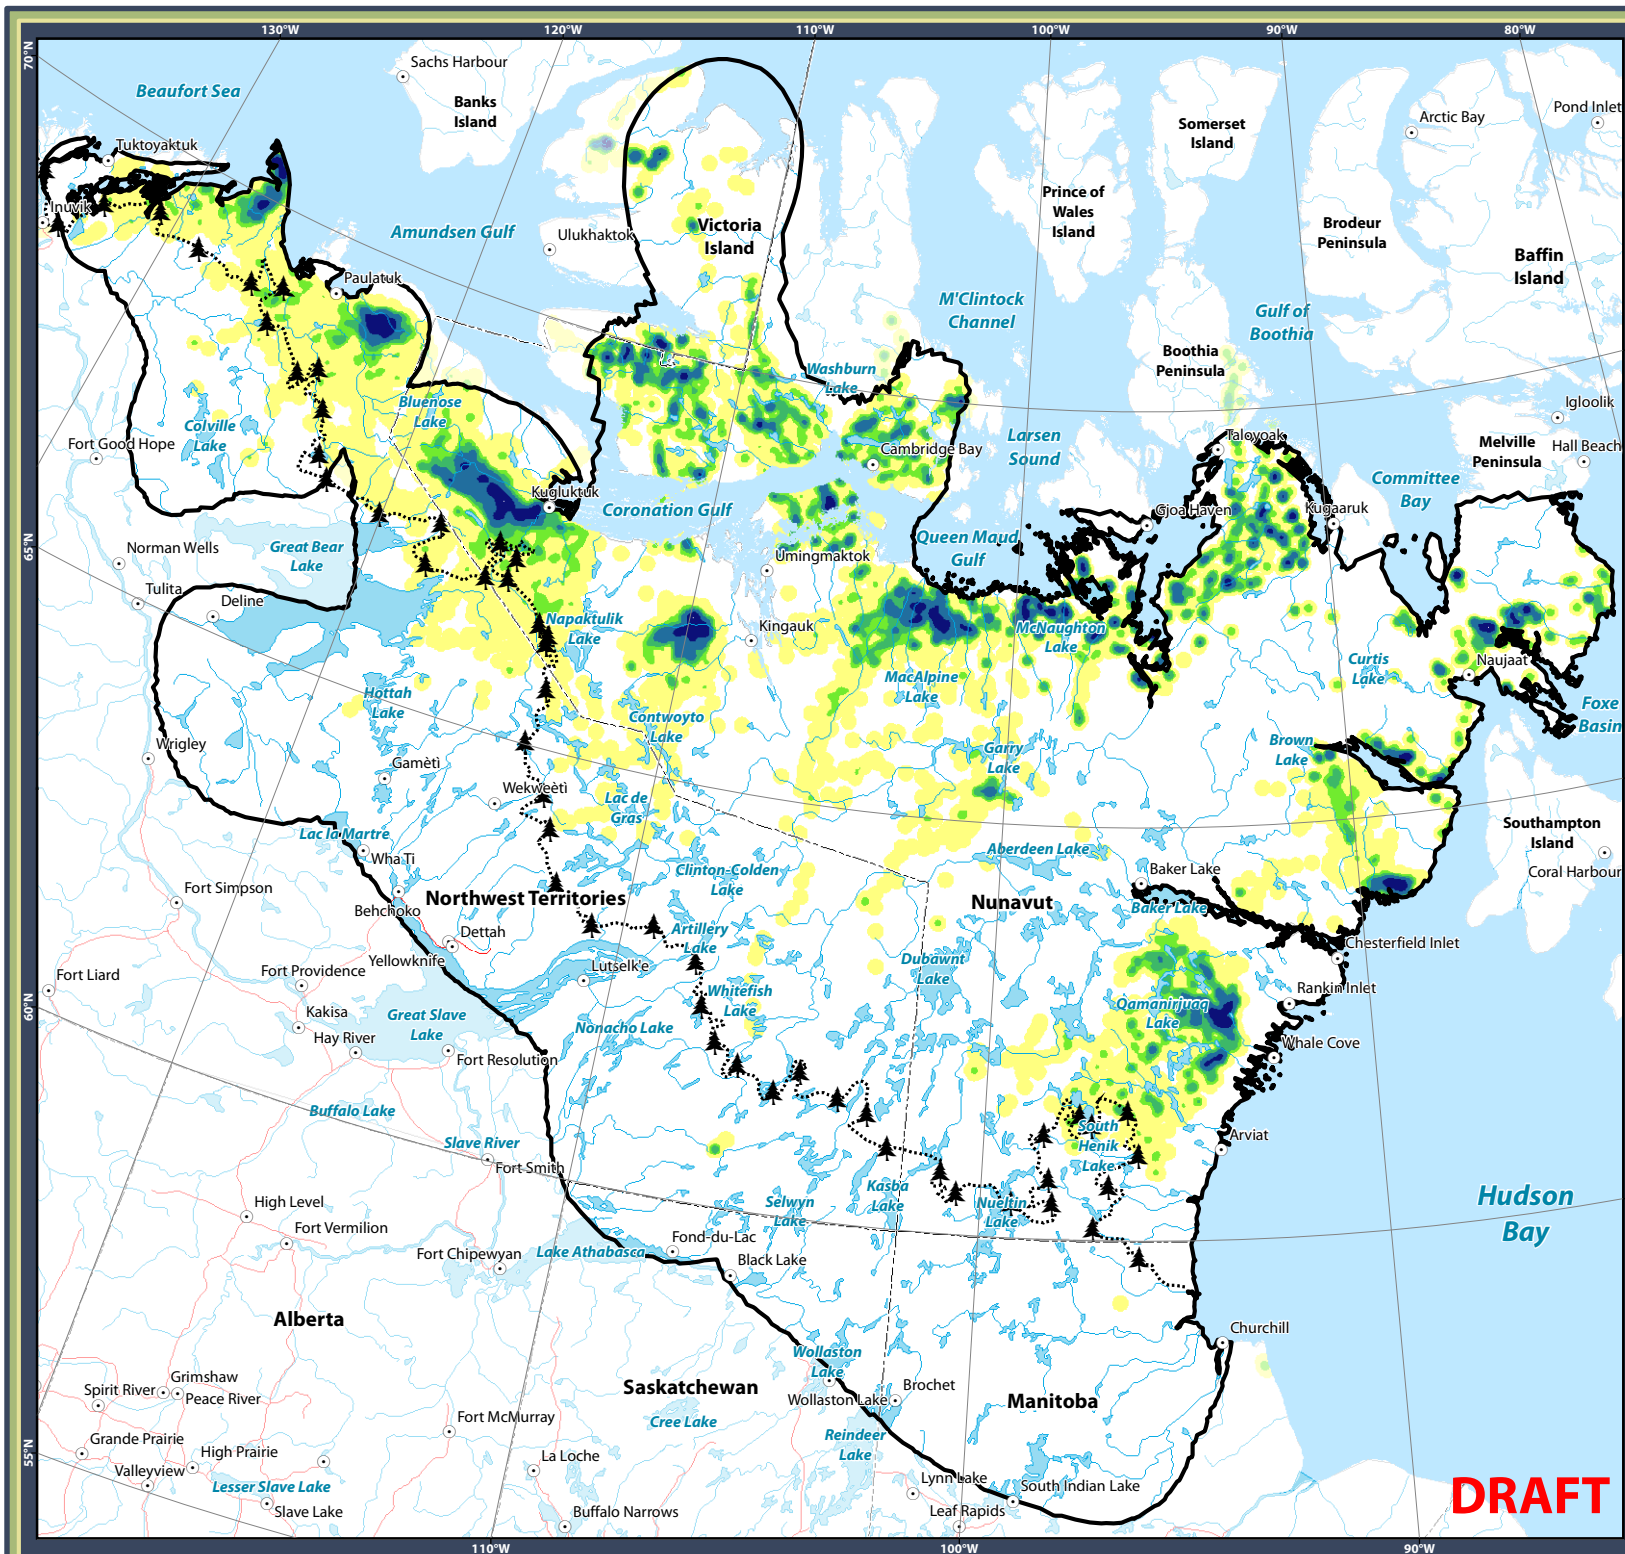 130°W
120°W
110°W
100°W
90°W
80°W
70°N
65°N
60°N
55°N
Beaufort Sea
Sachs Harbour
Banks
Island
Somerset
Island
Arctic Bay
Pond Inlet
Tuktoyaktuk
Inuvik
Prince of
Wales
Island
Brodeur
Peninsula
Baffin
Island
Amundsen Gulf
Ulukhaktok
Victoria
Island
Paulatuk
M'Clintock
Channel
Gulf of
Boothia
Boothia
Peninsula
Washburn
Lake
Bluenose
Lake
Colville
Lake
Fort Good Hope
Igloolik
Hall Beach
Melville
Peninsula
Larsen
Sound
Taloyoak
Cambridge Bay
Committee
Bay
Kugluktuk
Coronation Gulf
Gjoa Haven
Kugaaruk
Norman Wells
Great Bear
Lake
Queen Maud
Gulf
Umingmaktok
Tulita
Deline
Napaktulik
Lake
Kingauk
McNaughton
Lake
Curtis
Lake
Naujaat
Foxe
Basin
Hottah
Lake
MacAlpine
Lake
Contwoyto
Lake
Garry
Lake
Brown
Lake
Wrigley
Gamètì
Wekweètì
Lac de
Gras
Lac la Martre
Wha Ti
Aberdeen Lake
Southampton
Island
Coral Harbour
Clinton-Colden
Lake
Baker Lake
Baker Lake
Fort Simpson
Behchoko
Northwest Territories
Nunavut
Dettah
Yellowknife
Artillery
Lake
Chesterfield Inlet
Fort Liard
Fort Providence
Lutselk'e
Dubawnt
Lake
Rankin Inlet
Kakisa
Whitefish
Lake
Qamanirjuaq
Lake
Great Slave
Lake
Nonacho Lake
Hay River
Fort Resolution
Whale Cove
Buffalo Lake
Slave River
South
Henik
Lake
Arviat
Fort Smith
High Level
Selwyn
Lake
Kasba
Lake
Nueltin
Lake
Hudson
Bay
Fort Vermilion
Fort Chipewyan
Lake Athabasca
Fond-du-Lac
Black Lake
Alberta
Churchill
Wollaston
Lake
Grimshaw
Spirit River
Peace River
Saskatchewan
Cree Lake
Wollaston Lake
Brochet
Manitoba
Fort McMurray
Reindeer
Lake
Grande Prairie
High Prairie
Valleyview
Lesser Slave Lake
Slave Lake
La Loche
Buffalo Narrows
Lynn Lake
Leaf Rapids
South Indian Lake
DRAFT
110°W
100°W
90°W